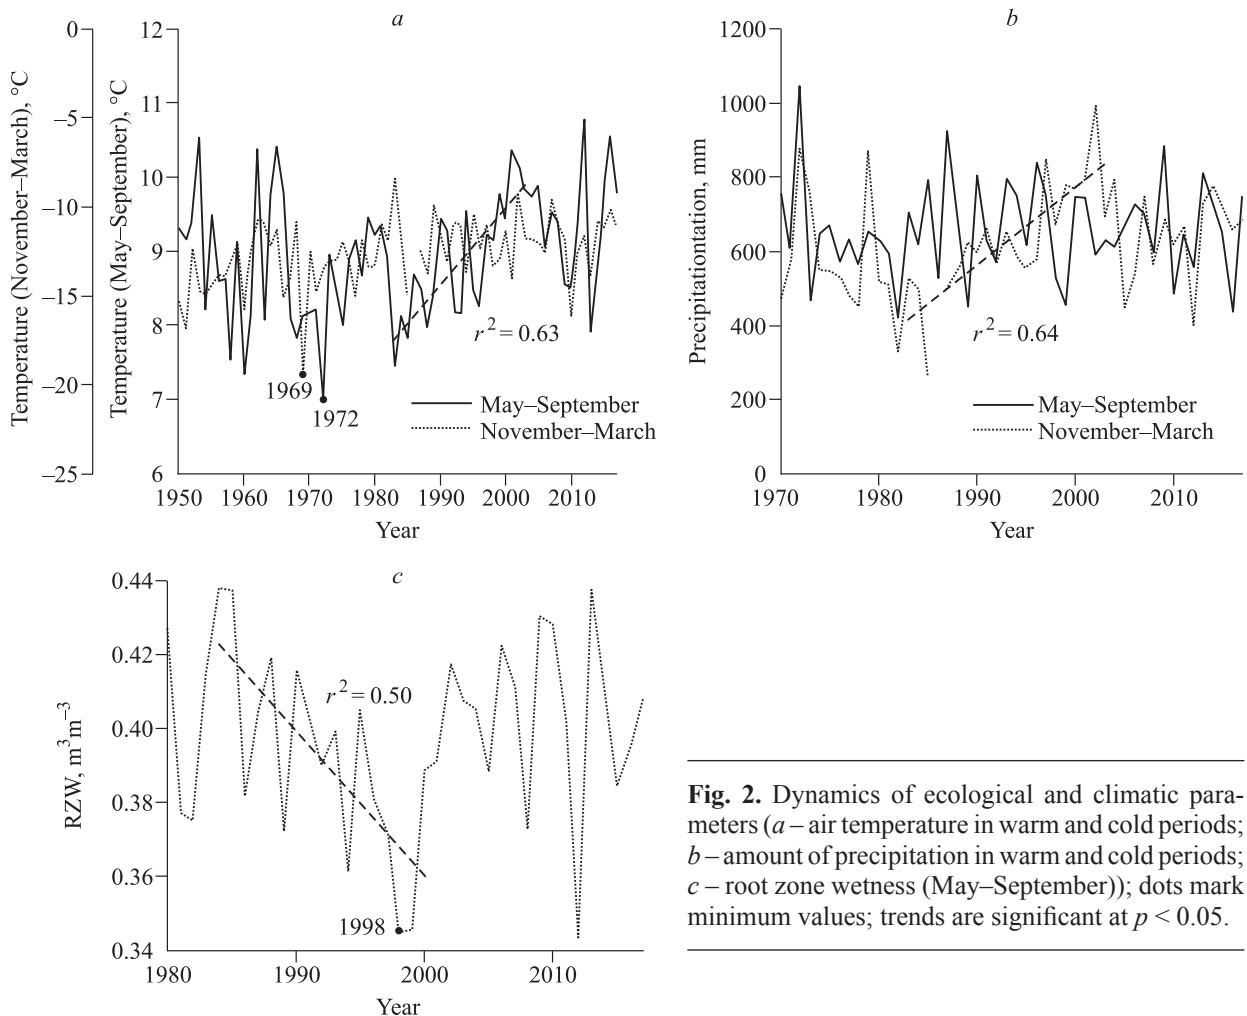 a
Temperature (November–March), °C
0
–5
–10
–15
–20
–25
Temperature (May–September), °C
12
11
10
9
8
7
6
r² = 0.63
1969
1972
May–September
November–March
1950 1960 1970 1980 1990 2000 2010
Year
b
Precipitationtation, mm
1200
1000
800
600
400
200
0
r² = 0.64
May–September
November–March
1970 1980 1990 2000 2010
Year
c
RZW, m³m⁻³
0.44
0.42
0.40
0.38
0.36
0.34
r² = 0.50
1998
1980 1990 2000 2010
Year
Fig. 2. Dynamics of ecological and climatic para-
meters (a – air temperature in warm and cold periods;
b – amount of precipitation in warm and cold periods;
c – root zone wetness (May–September)); dots mark
minimum values; trends are significant at p < 0.05.